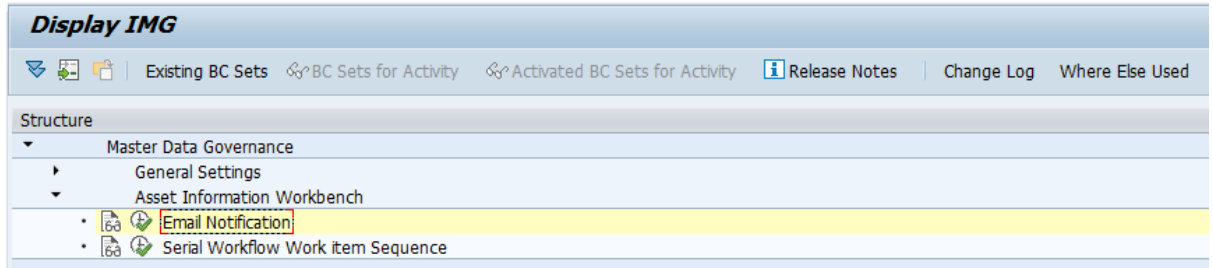 Display IMG
Existing BC Sets BC Sets for Activity Activated BC Sets for Activity Release Notes Change Log Where Else Used
Structure
Master Data Governance
General Settings
Asset Information Workbench
Email Notification
Serial Workflow Work item Sequence